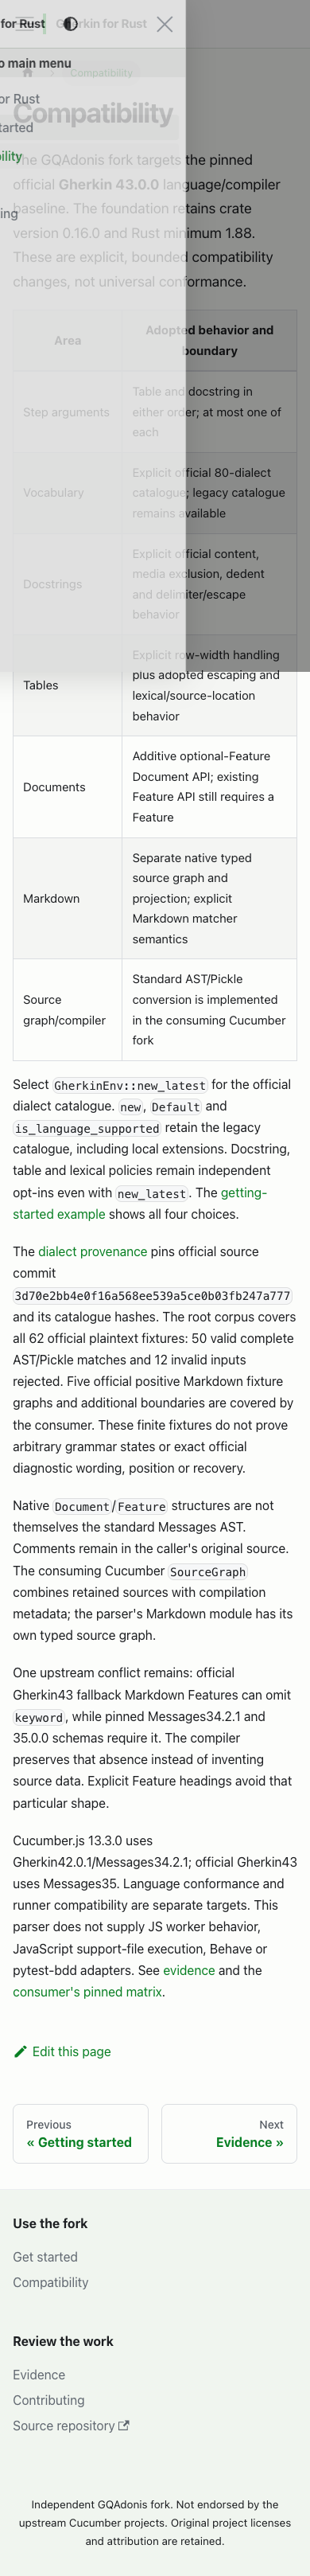 for Rust
Gherkin for Rust
o main menu
Compatibility
or Rust
Compatibility
tarted
bility
ing
The GQAdonis fork targets the pinned
official Gherkin 43.0.0 language/compiler
baseline. The foundation retains crate
version 0.16.0 and Rust minimum 1.88.
These are explicit, bounded compatibility
changes, not universal conformance.
Area
Adopted behavior and
boundary
Step arguments
Table and docstring in
either order; at most one of
each
Vocabulary
Explicit official 80-dialect
catalogue; legacy catalogue
remains available
Docstrings
Explicit official content,
media exclusion, dedent
and delimiter/escape
behavior
Tables
Explicit row-width handling
plus adopted escaping and
lexical/source-location
behavior
Documents
Additive optional-Feature
Document API; existing
Feature API still requires a
Feature
Markdown
Separate native typed
source graph and
projection; explicit
Markdown matcher
semantics
Source
graph/compiler
Standard AST/Pickle
conversion is implemented
in the consuming Cucumber
fork
Select GherkinEnv::new_latest for the official
dialect catalogue. new, Default and
is_language_supported retain the legacy
catalogue, including local extensions. Docstring,
table and lexical policies remain independent
opt-ins even with new_latest. The getting-
started example shows all four choices.
The dialect provenance pins official source
commit
3d70e2bb4e0f16a568ee539a5ce0b03fb247a777
and its catalogue hashes. The root corpus covers
all 62 official plaintext fixtures: 50 valid complete
AST/Pickle matches and 12 invalid inputs
rejected. Five official positive Markdown fixture
graphs and additional boundaries are covered by
the consumer. These finite fixtures do not prove
arbitrary grammar states or exact official
diagnostic wording, position or recovery.
Native Document/Feature structures are not
themselves the standard Messages AST.
Comments remain in the caller's original source.
The consuming Cucumber SourceGraph
combines retained sources with compilation
metadata; the parser's Markdown module has its
own typed source graph.
One upstream conflict remains: official
Gherkin43 fallback Markdown Features can omit
keyword, while pinned Messages34.2.1 and
35.0.0 schemas require it. The compiler
preserves that absence instead of inventing
source data. Explicit Feature headings avoid that
particular shape.
Cucumber.js 13.3.0 uses
Gherkin42.0.1/Messages34.2.1; official Gherkin43
uses Messages35. Language conformance and
runner compatibility are separate targets. This
parser does not supply JS worker behavior,
JavaScript support-file execution, Behave or
pytest-bdd adapters. See evidence and the
consumer's pinned matrix.
Edit this page
Previous
« Getting started
Next
Evidence »
Use the fork
Get started
Compatibility
Review the work
Evidence
Contributing
Source repository
Independent GQAdonis fork. Not endorsed by the
upstream Cucumber projects. Original project licenses
and attribution are retained.